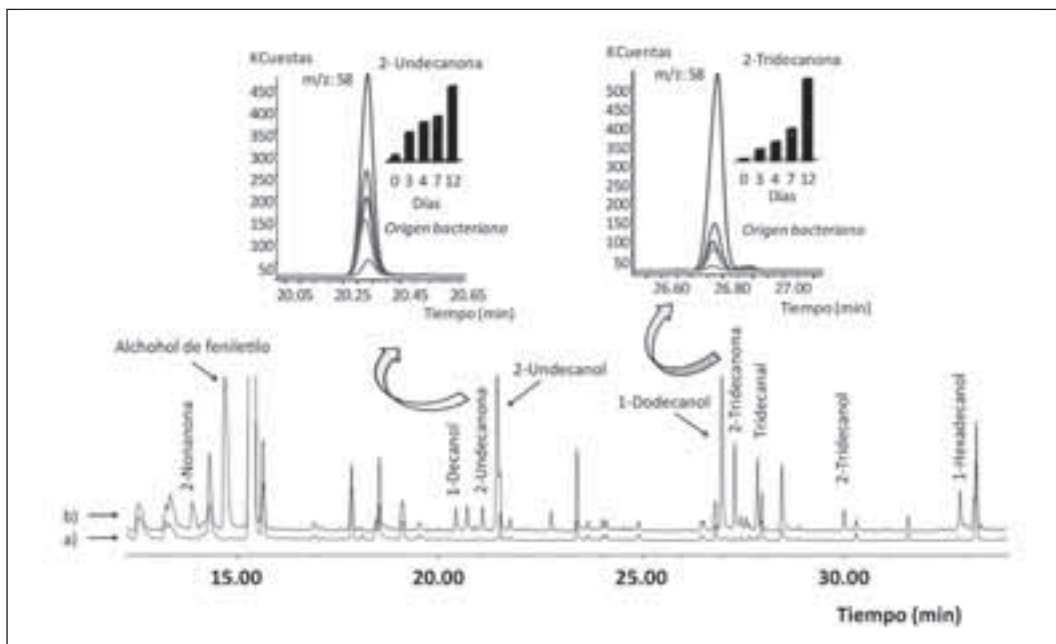 KCuestas
2-Undecanona
m/z: 58
450
400
350
300
250
200
150
100
50
0 3 4 7 12
Días
Origen bacteriano
20.05 20.25 20.45 20.65
Tiempo (min)
KCuentas
2-Tridecanona
m/z: 58
500
450
400
350
300
250
200
150
100
50
0 3 4 7 12
Días
Origen bacteriano
26.60 26.80 27.00
Tiempo (min)
Alchohol de feniletilo
2-Nonanona
1-Decanol
2-Undecanona
2-Undecanol
1-Dodecanol
2-Tridecanona
Tridecanal
2-Tridecanol
1-Hexadecanol
b)
a)
15.00 20.00 25.00 30.00
Tiempo (min)